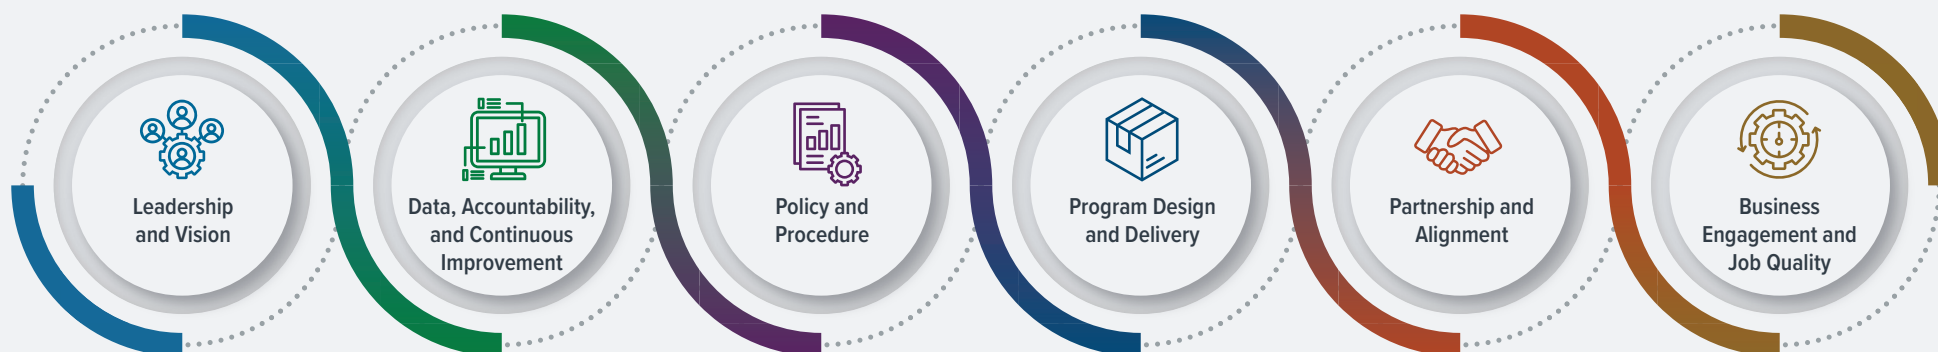 Leadership
and Vision
Data, Accountability,
and Continuous
Improvement
Policy and
Procedure
Program Design
and Delivery
Partnership and
Alignment
Business
Engagement and
Job Quality